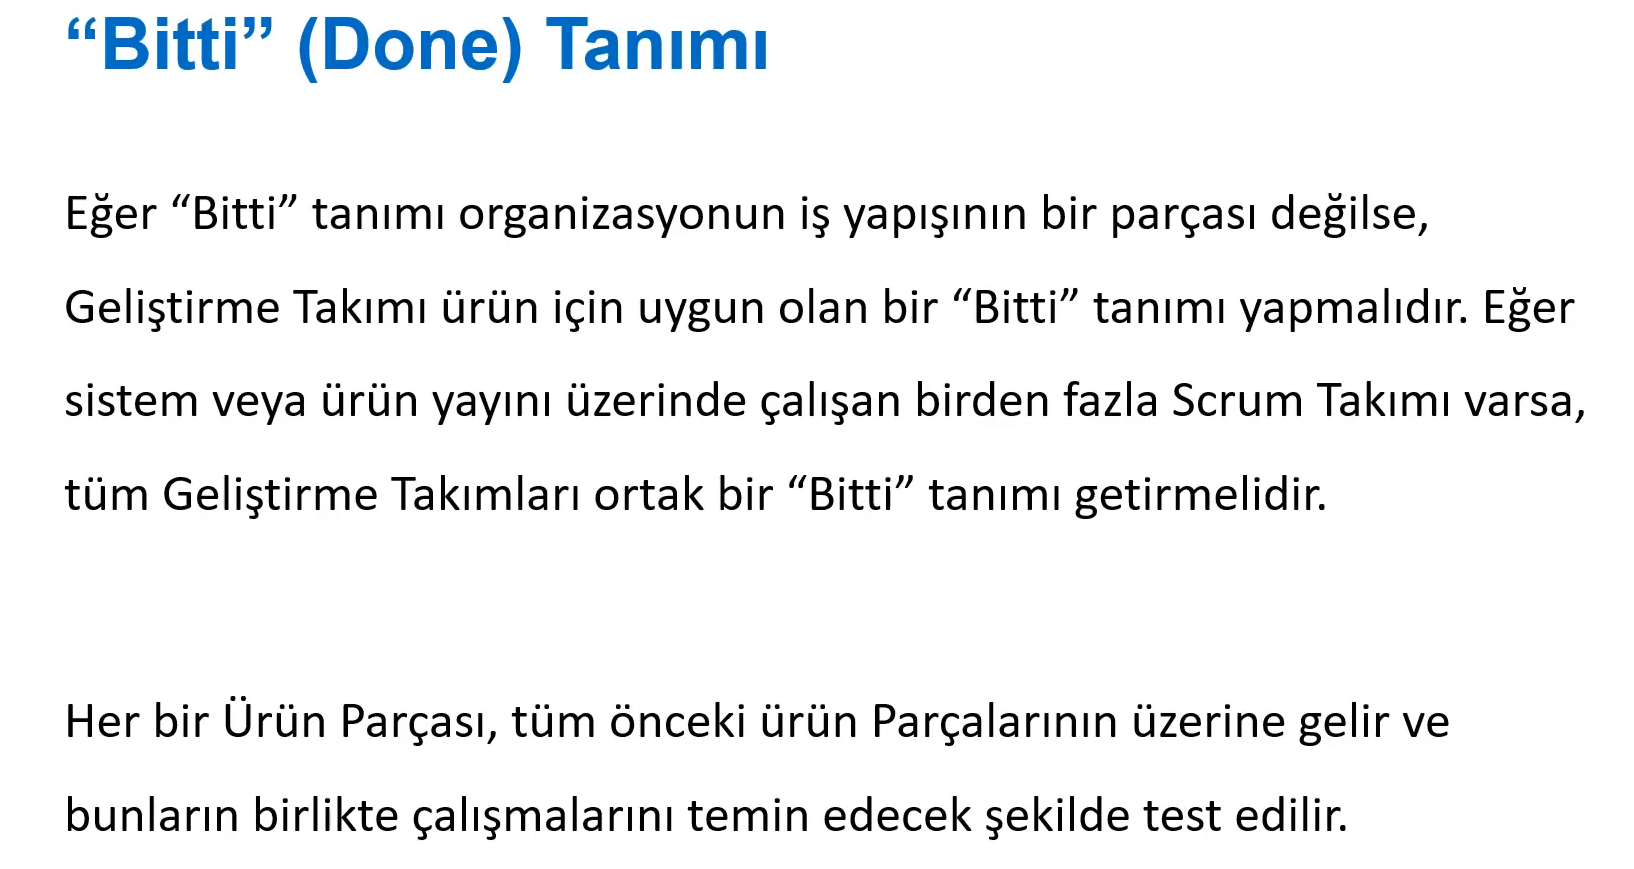 “Bitti” (Done) Tanımı
Eğer “Bitti” tanımı organizasyonun iş yapışının bir parçası değilse,
Geliştirme Takımı ürün için uygun olan bir “Bitti” tanımı yapmalıdır. Eğer
sistem veya ürün yayını üzerinde çalışan birden fazla Scrum Takımı varsa,
tüm Geliştirme Takımları ortak bir “Bitti” tanımı getirmelidir.
Her bir Ürün Parçası, tüm önceki ürün Parçalarının üzerine gelir ve
bunların birlikte çalışmalarını temin edecek şekilde test edilir.